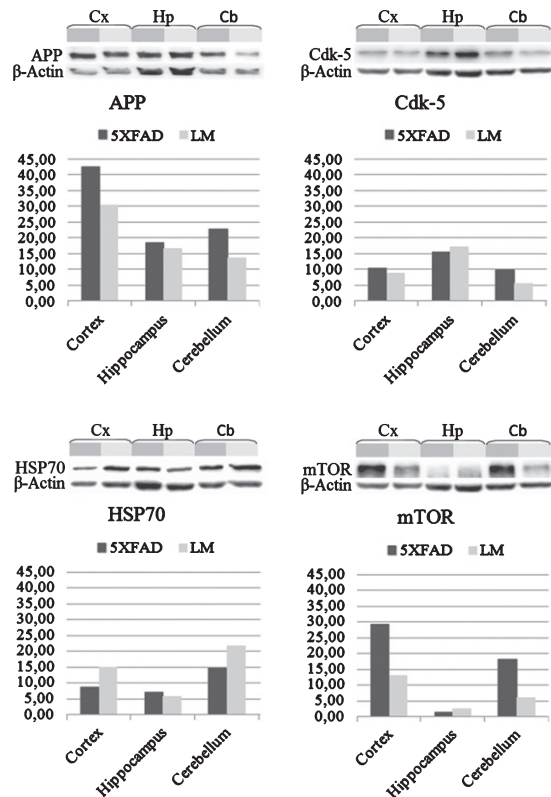 Cx Hp Cb
APP
β-Actin
APP
5XFAD LM
45,00
40,00
35,00
30,00
25,00
20,00
15,00
10,00
5,00
0,00
Cortex
Hippocampus
Cerebellum
Cx Hp Cb
Cdk-5
β-Actin
Cdk-5
5XFAD LM
45,00
40,00
35,00
30,00
25,00
20,00
15,00
10,00
5,00
0,00
Cortex
Hippocampus
Cerebellum
Cx Hp Cb
HSP70
β-Actin
HSP70
5XFAD LM
45,00
40,00
35,00
30,00
25,00
20,00
15,00
10,00
5,00
0,00
Cortex
Hippocampus
Cerebellum
Cx Hp Cb
mTOR
β-Actin
mTOR
5XFAD LM
45,00
40,00
35,00
30,00
25,00
20,00
15,00
10,00
5,00
0,00
Cortex
Hippocampus
Cerebellum